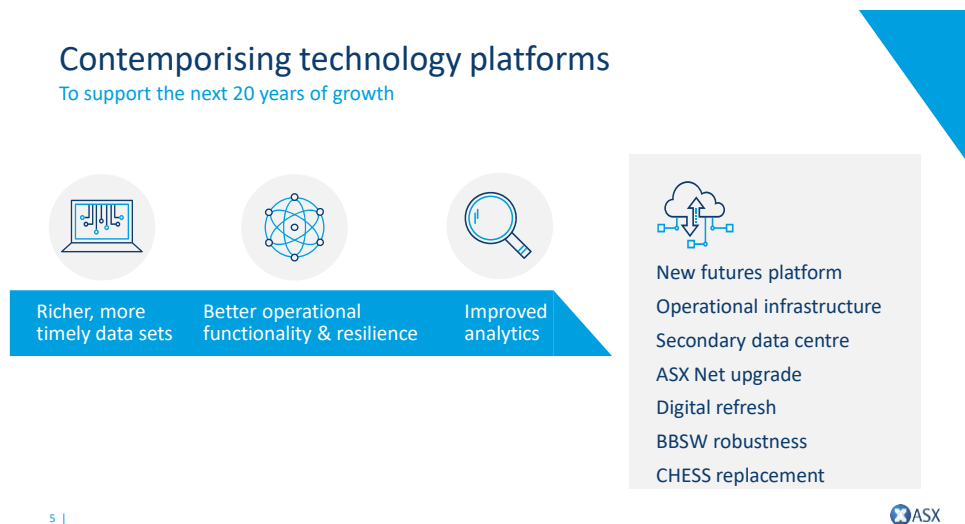 Contemporising technology platforms
To support the next 20 years of growth
Richer, more
timely data sets
Better operational
functionality & resilience
Improved
analytics
New futures platform
Operational infrastructure
Secondary data centre
ASX Net upgrade
Digital refresh
BBSW robustness
CHESS replacement
5 |
ASX